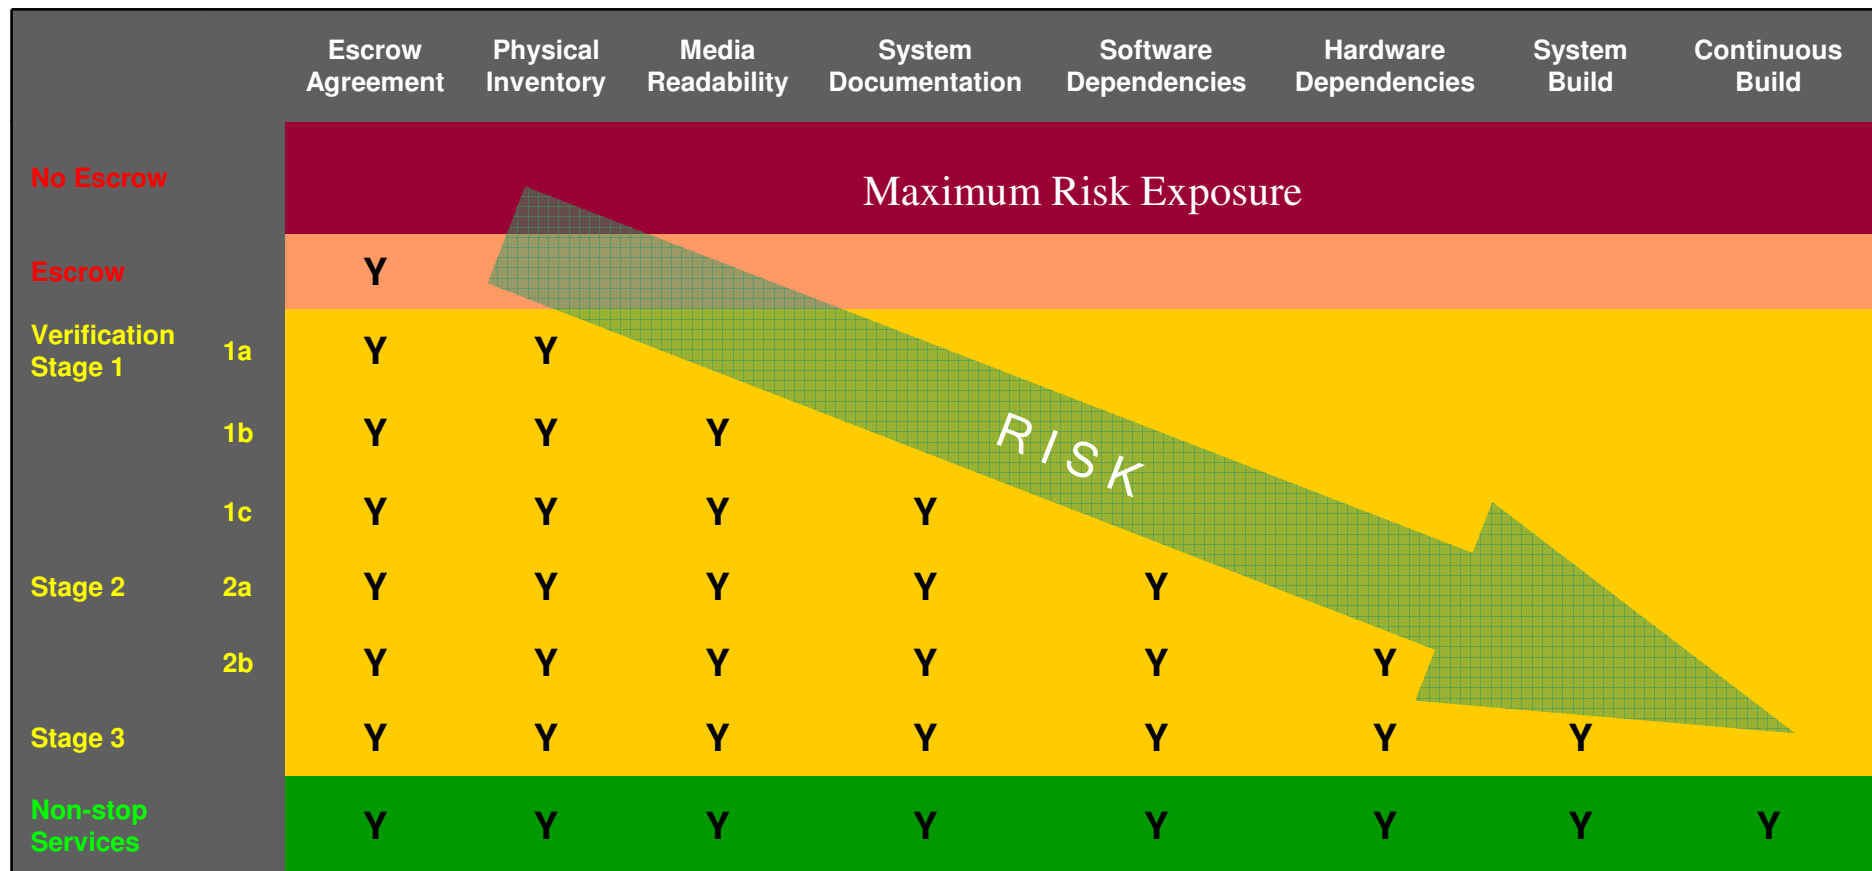 Escrow Physical Media System Software Hardware System Continuous
Agreement Inventory Readability Documentation Dependencies Dependencies Build Build
No Escrow
Maximum Risk Exposure
Escrow Y
Verification
Stage 1 1a Y Y
1b Y Y Y
RISK
1c Y Y Y Y
Stage 2 2a Y Y Y Y Y
2b Y Y Y Y Y Y
Stage 3 Y Y Y Y Y Y Y
Non-stop
Services Y Y Y Y Y Y Y Y